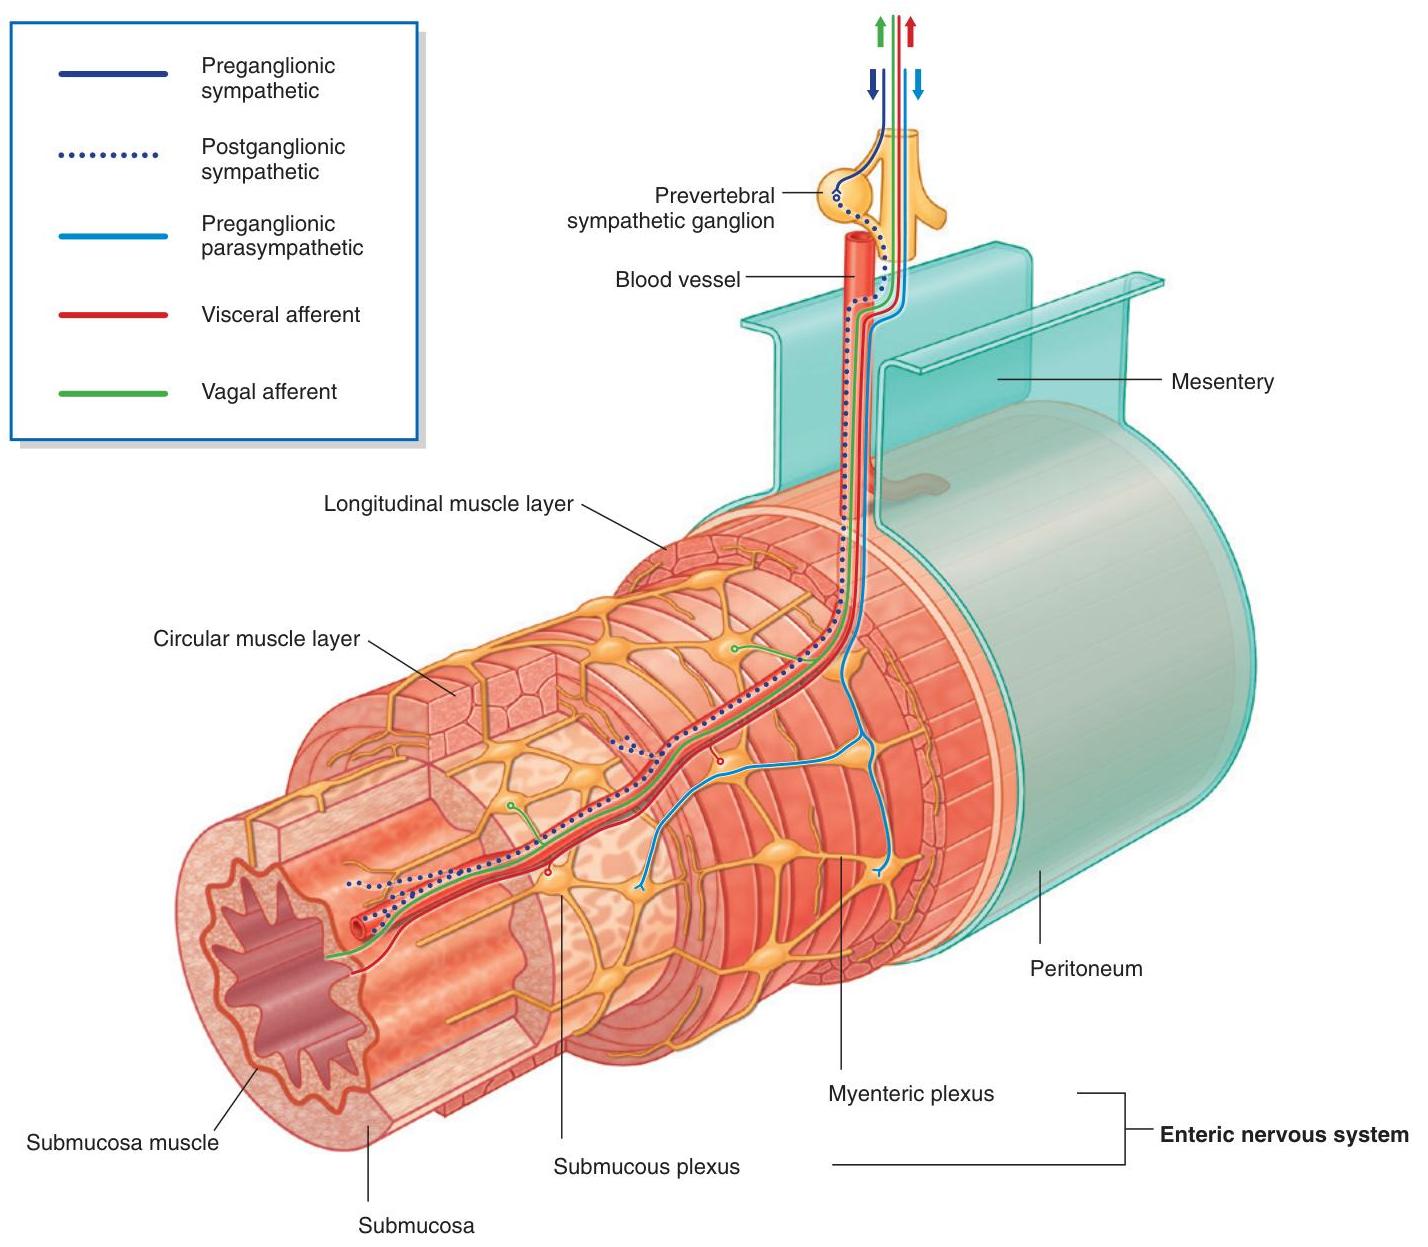 Preganglionic
sympathetic
Postganglionic
sympathetic
Preganglionic
parasympathetic
Visceral afferent
Vagal afferent
Prevertebral
sympathetic ganglion
Blood vessel
Mesentery
Longitudinal muscle layer
Circular muscle layer
Peritoneum
Myenteric plexus
Enteric nervous system
Submucosa muscle
Submucous plexus
Submucosa